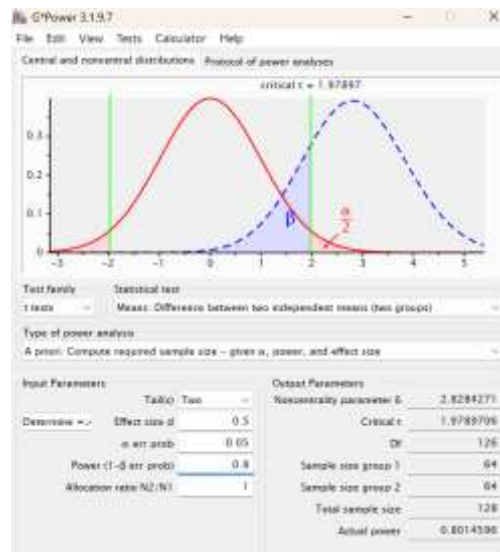 G*Power 3.1.9.7
File Edit View Tests Calculator Help
Central and noncentral distributions Protocol of power analyses
critical t = 1.97897
0.3
0.2
0.1
0
β
α
2
-3 -2 -1 0 1 2 3 4 5
Test family Statistical test
t tests Means: Difference between two independent means (two groups)
Type of power analysis
A priori: Compute required sample size – given α, power, and effect size
Input Parameters Output Parameters
Tail(s) Two Noncentrality parameter δ 2.8284271
Determine => Effect size d 0.5 Critical t 1.9789706
α err prob 0.05 Df 126
Power (1-β err prob) 0.8 Sample size group 1 64
Allocation ratio N2/N1 1 Sample size group 2 64
Total sample size 128
Actual power 0.8014596